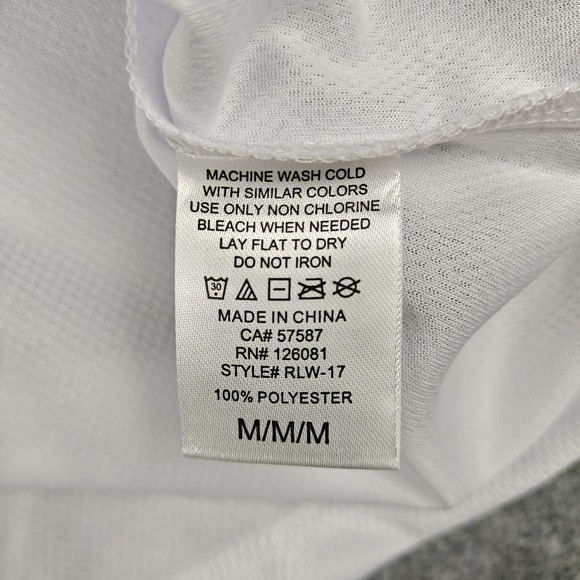 MACHINE WASH COLD
WITH SIMILAR COLORS
USE ONLY NON CHLORINE
BLEACH WHEN NEEDED
LAY FLAT TO DRY
DO NOT IRON
30
MADE IN CHINA
CA# 57587
RN# 126081
STYLE# RLW-17
100% POLYESTER
M/M/M